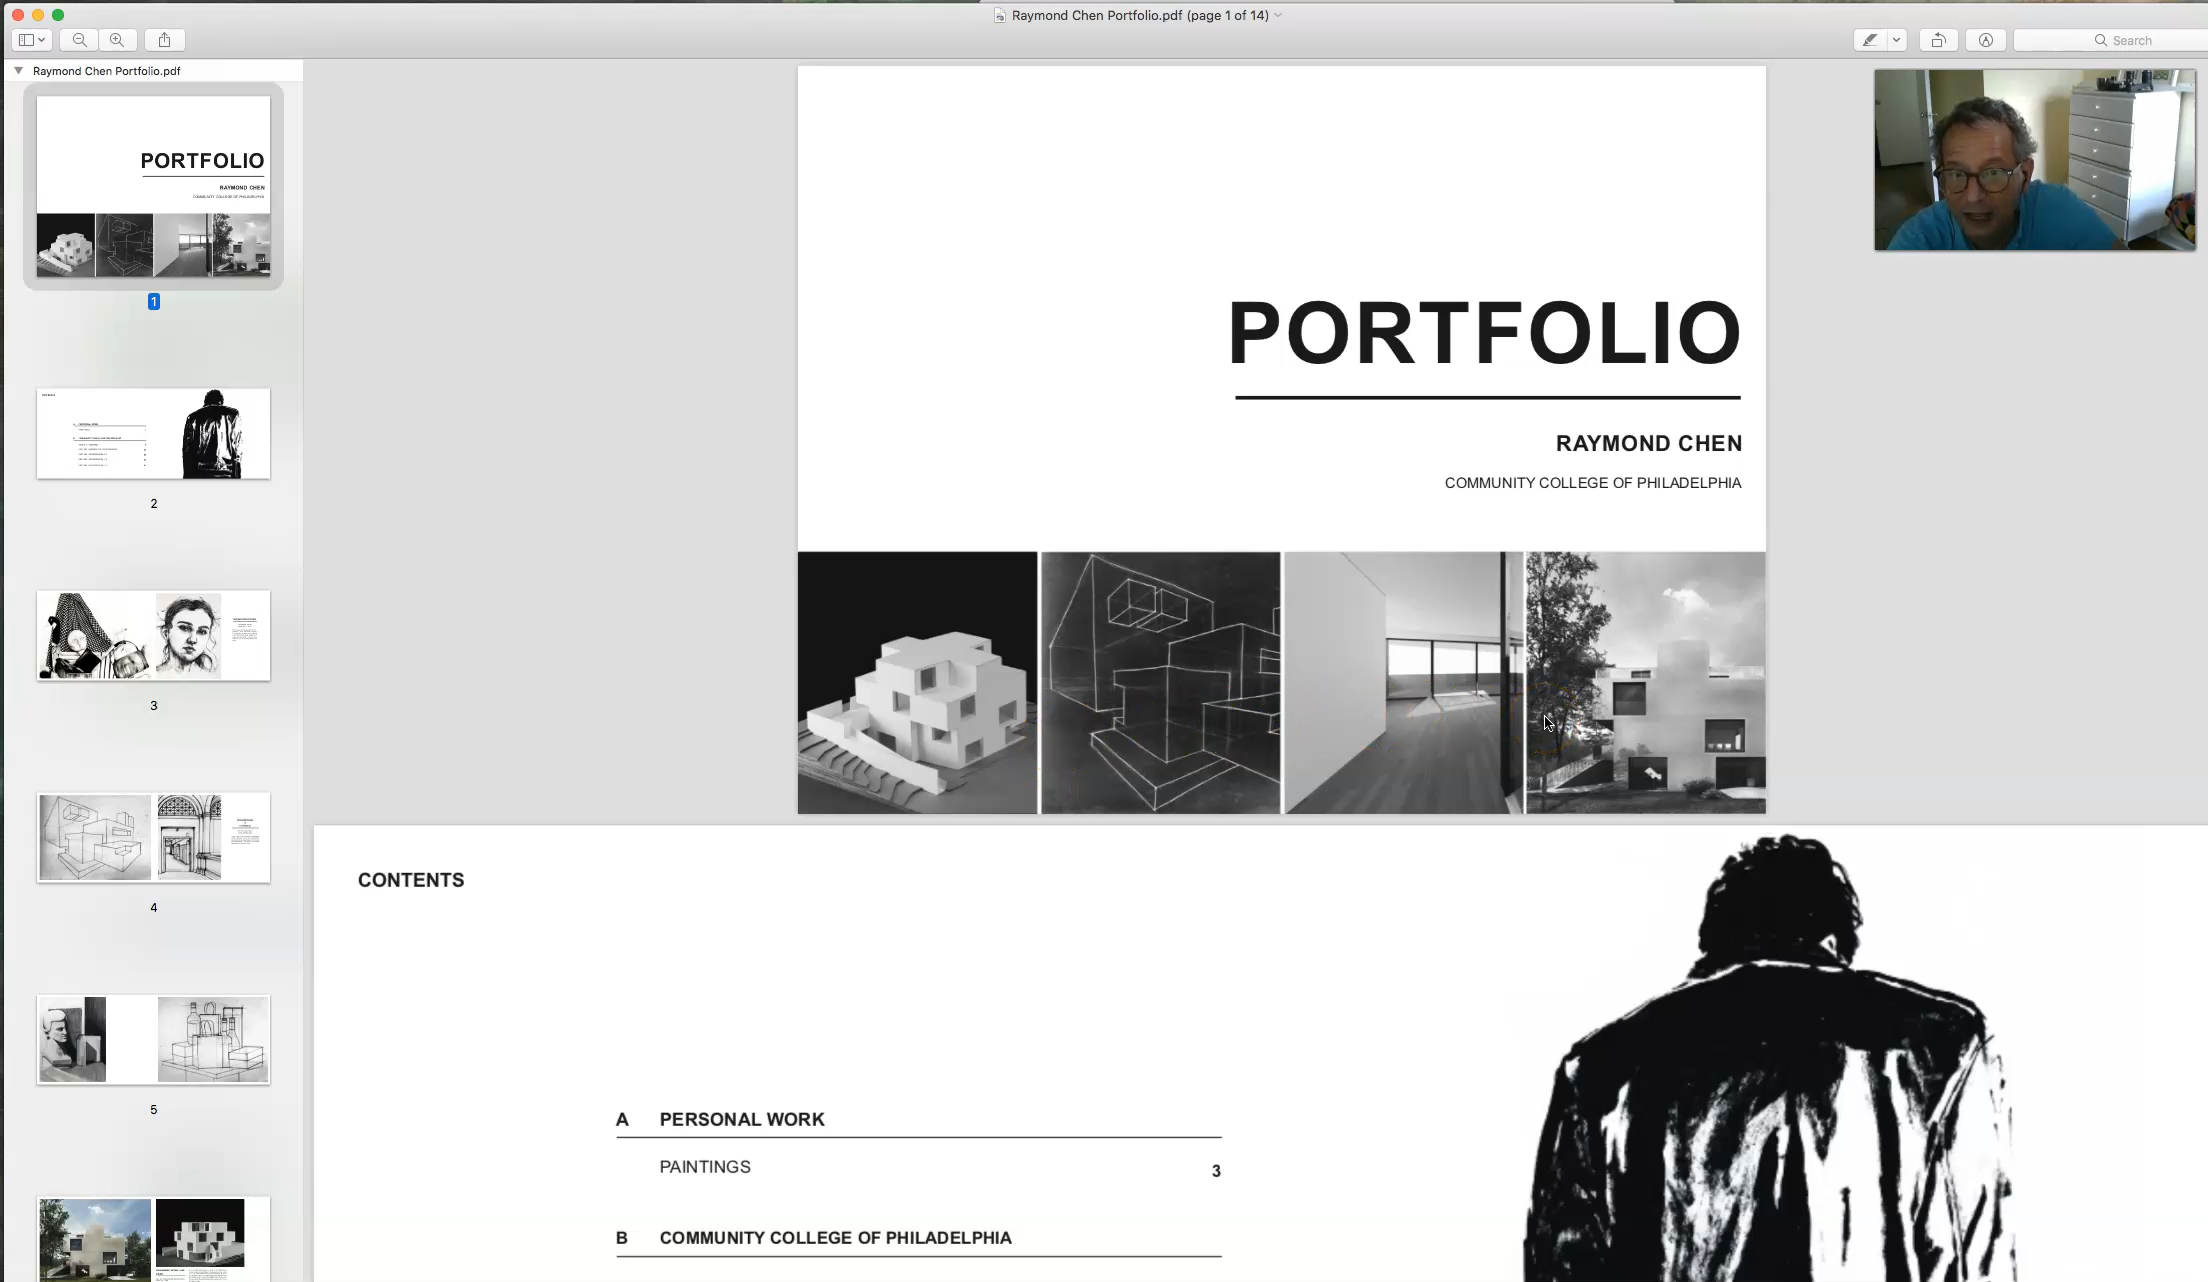 Raymond Chen Portfolio.pdf (page 1 of 14)
Search
Raymond Chen Portfolio.pdf
PORTFOLIO
RAYMOND CHEN
COMMUNITY COLLEGE OF PHILADELPHIA
1
2
3
4
5
PORTFOLIO
RAYMOND CHEN
COMMUNITY COLLEGE OF PHILADELPHIA
CONTENTS
A PERSONAL WORK
PAINTINGS 3
B COMMUNITY COLLEGE OF PHILADELPHIA